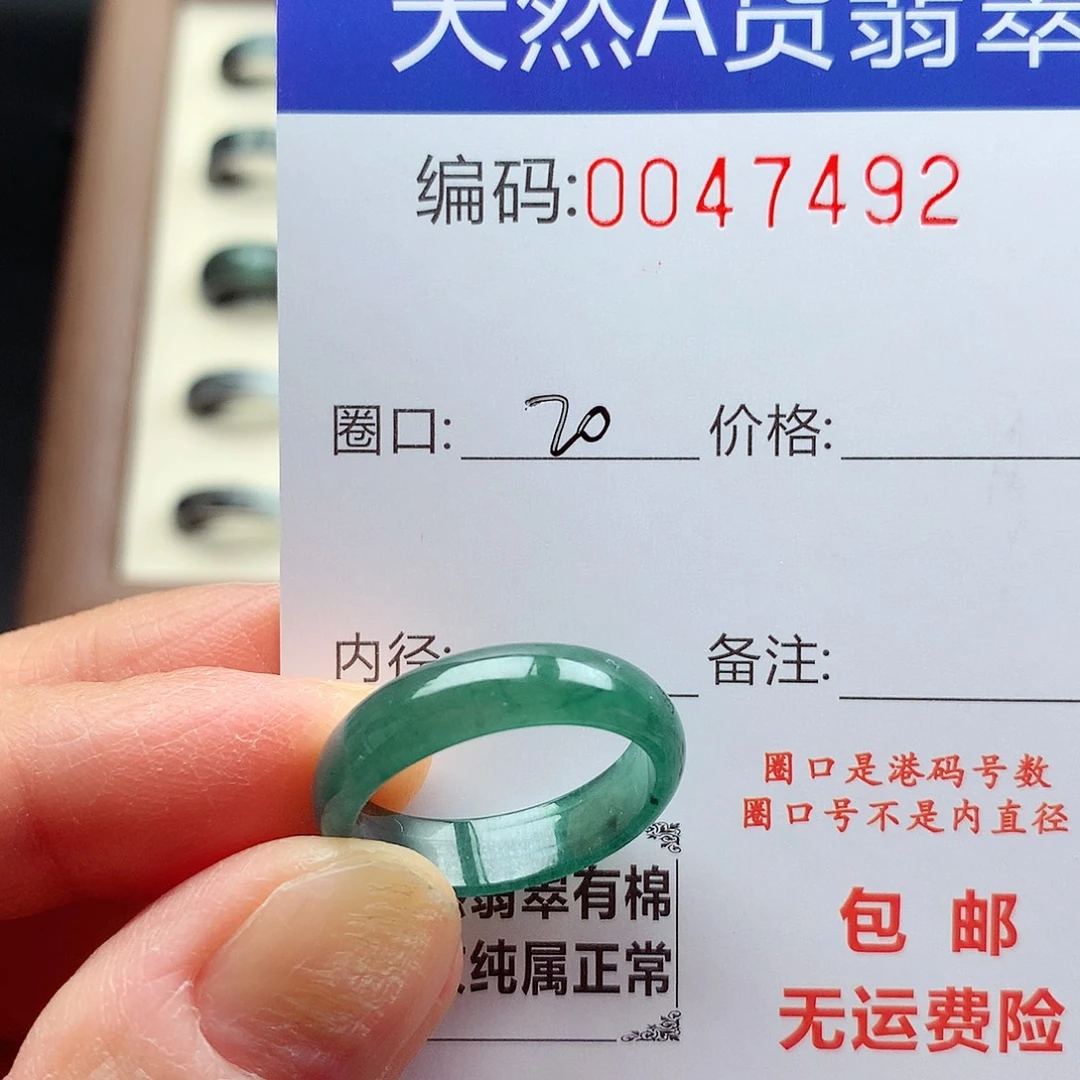 天然A货翡翠
编码:0047492
圈口: 20 价格:
内径: 备注:
圈口是港码号数
圈口号不是内直径
翡翠有棉
纯属正常
包邮
无运费险